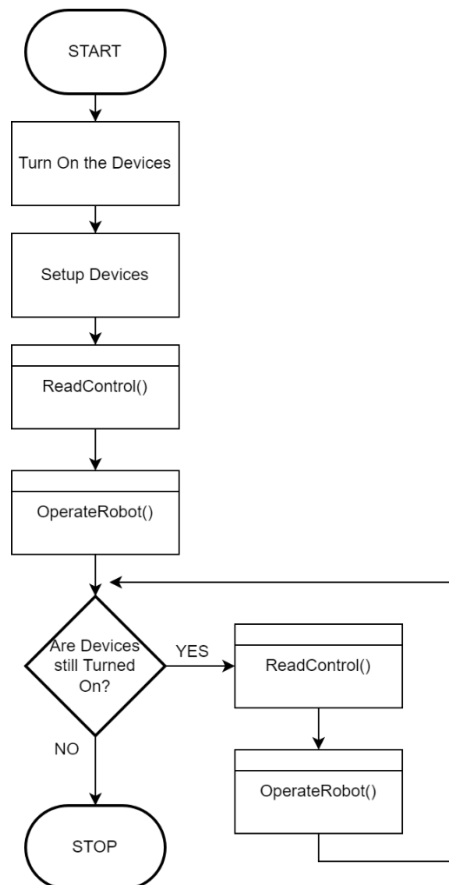 START
Turn On the Devices
Setup Devices
ReadControl()
OperateRobot()
Are Devices
still Turned
On?
YES
ReadControl()
NO
OperateRobot()
STOP